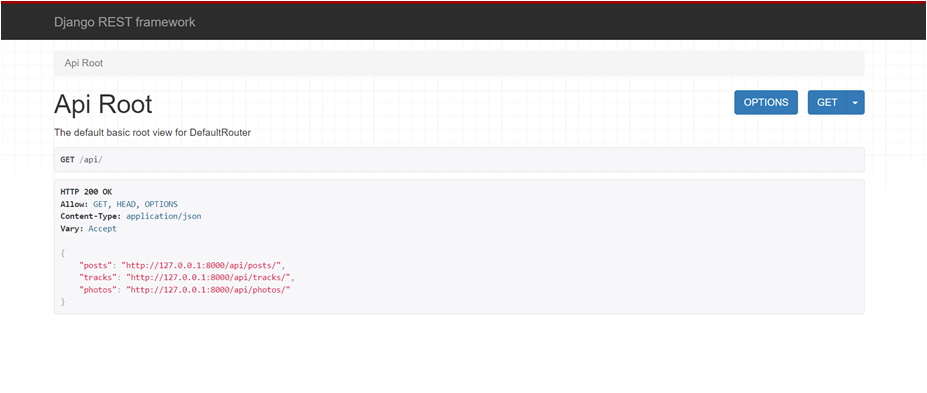 Django REST framework
Api Root
Api Root
OPTIONS
GET
The default basic root view for DefaultRouter
GET /api/
HTTP 200 OK
Allow: GET, HEAD, OPTIONS
Content-Type: application/json
Vary: Accept
{
    "posts": "http://127.0.0.1:8000/api/posts/",
    "tracks": "http://127.0.0.1:8000/api/tracks/",
    "photos": "http://127.0.0.1:8000/api/photos/"
}